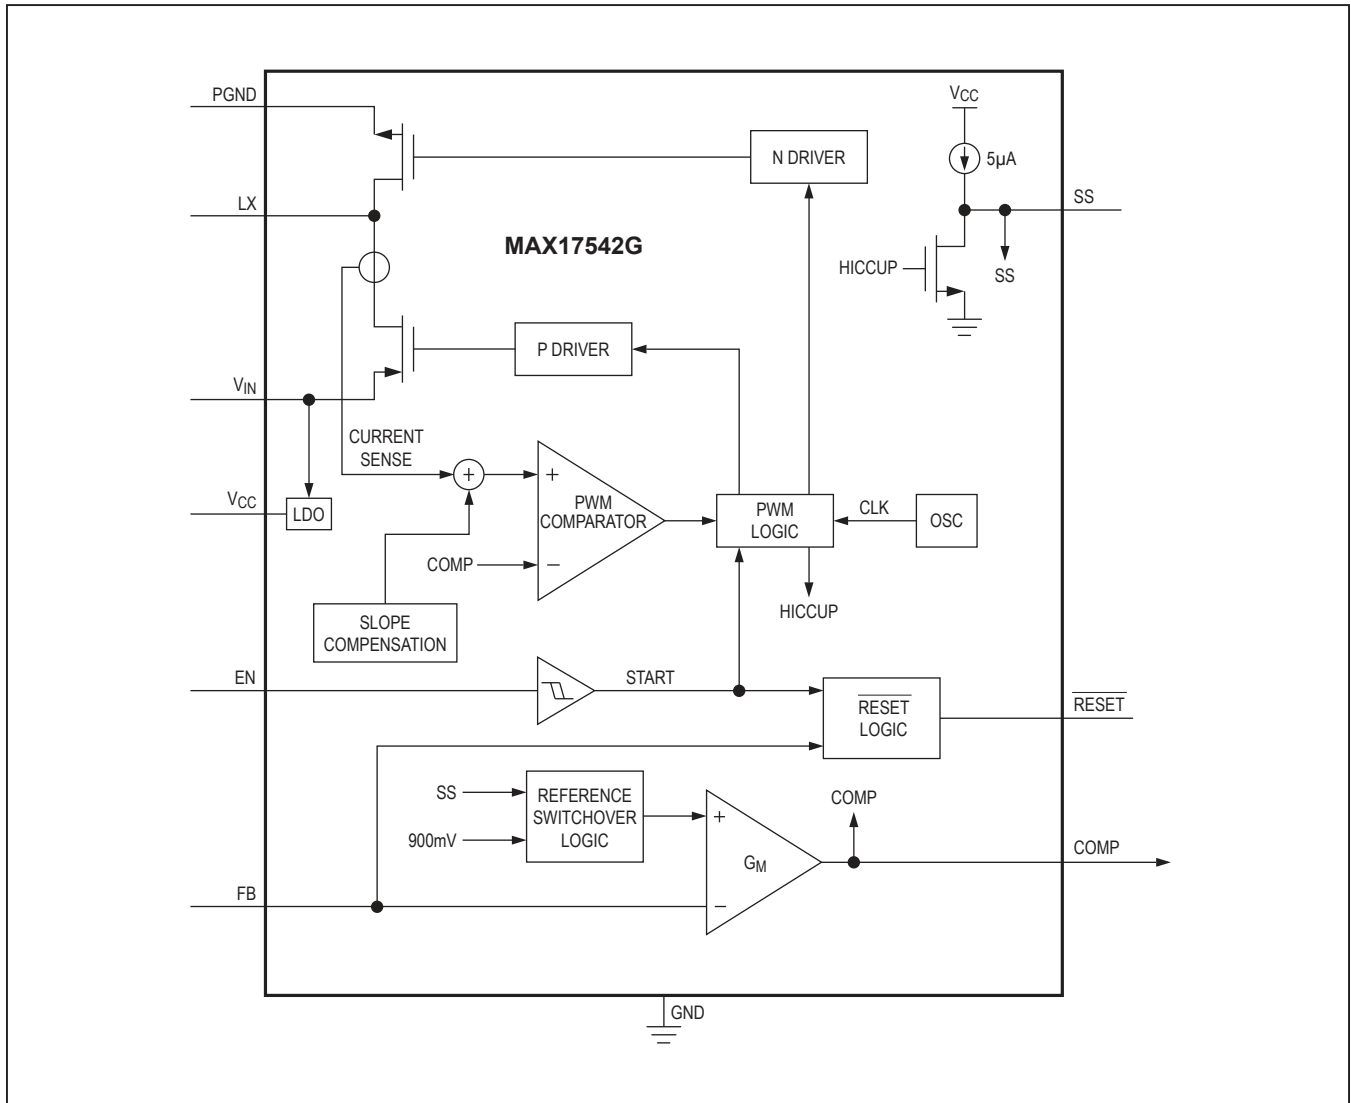 PGND
N DRIVER
VCC
5µA
SS
LX
MAX17542G
HICCUP
SS
P DRIVER
VIN
CURRENT
SENSE
+
+
PWM
COMPARATOR
VCC
LDO
PWM
LOGIC
CLK
OSC
COMP
−
HICCUP
SLOPE
COMPENSATION
EN
START
RESET
LOGIC
RESET
SS
REFERENCE
SWITCHOVER
LOGIC
900mV
+
GM
−
COMP
COMP
FB
GND